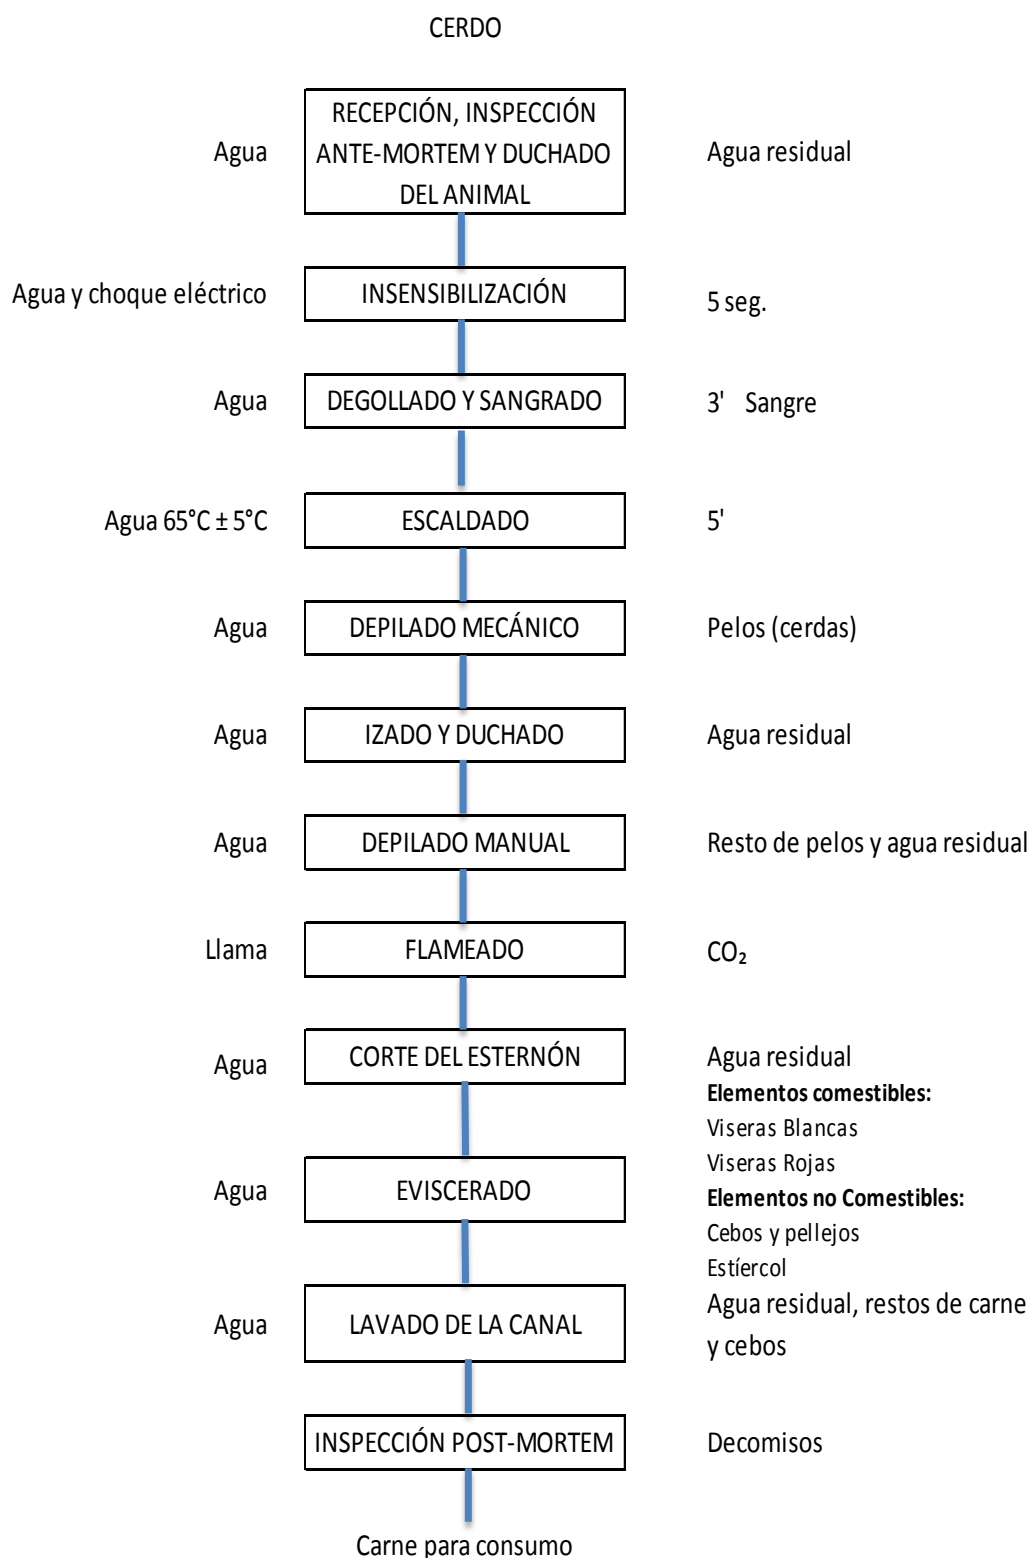 CERDO
RECEPCIÓN, INSPECCIÓN
Agua ANTE-MORTEM Y DUCHADO Agua residual
DEL ANIMAL
Agua y choque eléctrico INSENSIBILIZACIÓN 5 seg.
Agua DEGOLLADO Y SANGRADO 3' Sangre
Agua 65°C ± 5°C ESCALDADO 5'
Agua DEPILADO MECÁNICO Pelos (cerdas)
Agua IZADO Y DUCHADO Agua residual
Agua DEPILADO MANUAL Resto de pelos y agua residual
Llama FLAMEADO CO₂
Agua CORTE DEL ESTERNÓN Agua residual
Elementos comestibles:
Viseras Blancas
Viseras Rojas
Agua EVISCERADO Elementos no Comestibles:
Cebos y pellejos
Estíercol
Agua LAVADO DE LA CANAL Agua residual, restos de carne
y cebos
INSPECCIÓN POST-MORTEM Decomisos
Carne para consumo